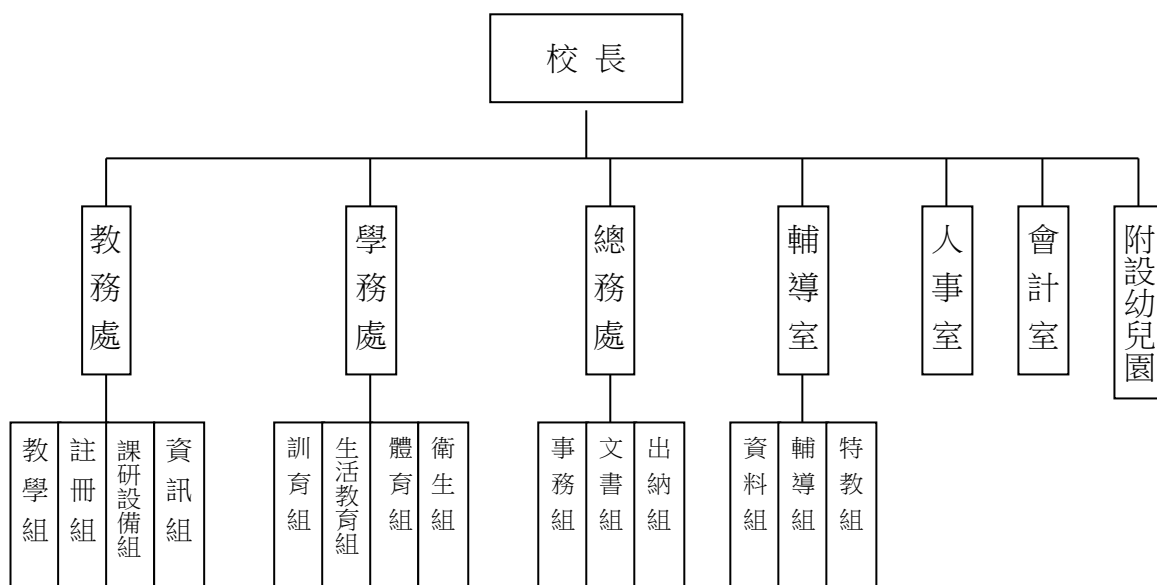 校長
教務處
學務處
總務處
輔導室
人事室
會計室
附設幼兒園
教學組
註冊組
課研設備組
資訊組
訓育組
生活教育組
體育組
衛生組
事務組
文書組
出納組
資料組
輔導組
特教組